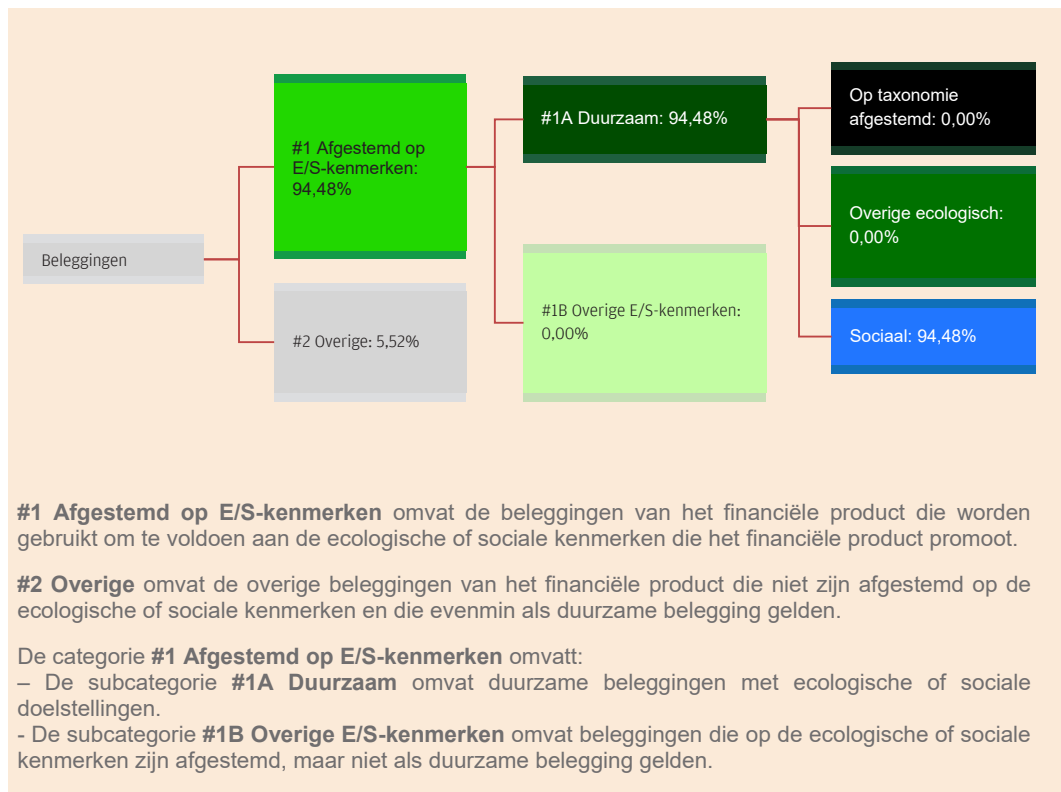 Beleggingen
#1 Afgestemd op
E/S-kenmerken:
94,48%
#2 Overige: 5,52%
#1A Duurzaam: 94,48%
#1B Overige E/S-kenmerken:
0,00%
Op taxonomie
afgestemd: 0,00%
Overige ecologisch:
0,00%
Sociaal: 94,48%
#1 Afgestemd op E/S-kenmerken omvat de beleggingen van het financiële product die worden
gebruikt om te voldoen aan de ecologische of sociale kenmerken die het financiële product promoot.
#2 Overige omvat de overige beleggingen van het financiële product die niet zijn afgestemd op de
ecologische of sociale kenmerken en die evenmin als duurzame belegging gelden.
De categorie #1 Afgestemd op E/S-kenmerken omvatt:
– De subcategorie #1A Duurzaam omvat duurzame beleggingen met ecologische of sociale
doelstellingen.
- De subcategorie #1B Overige E/S-kenmerken omvat beleggingen die op de ecologische of sociale
kenmerken zijn afgestemd, maar niet als duurzame belegging gelden.